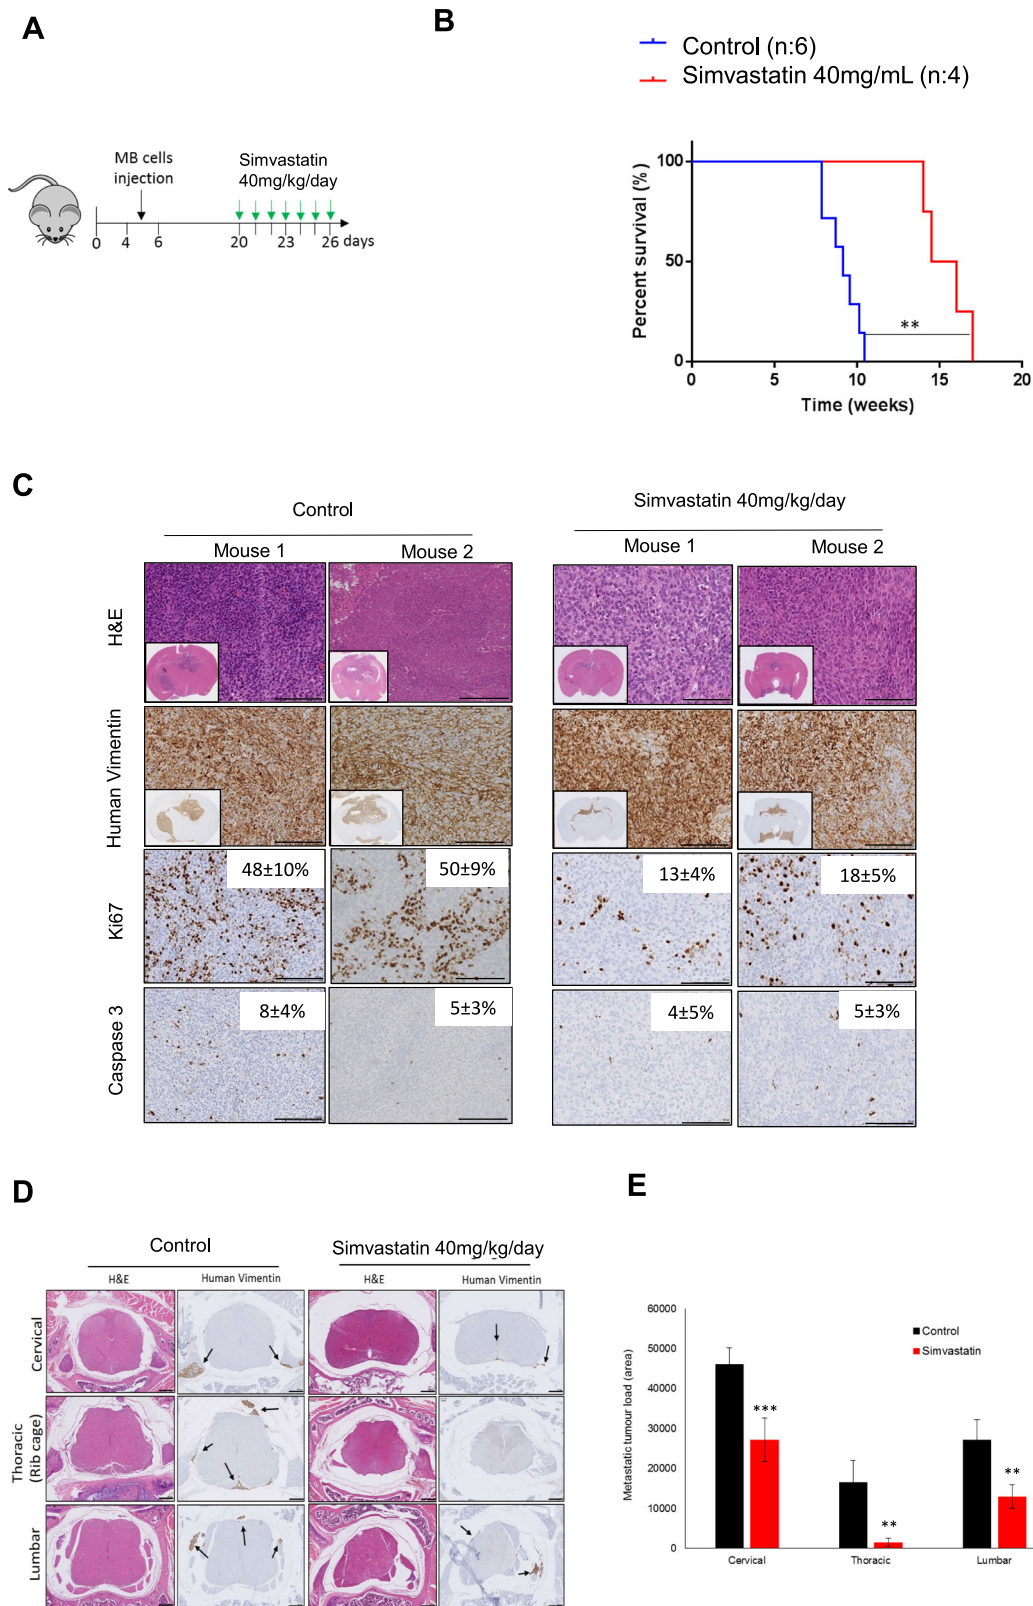 A
MB cells
injection
Simvastatin
40mg/kg/day
0 4 6 20 23 26 days
B
Control (n:6)
Simvastatin 40mg/mL (n:4)
Percent survival (%)
100
50
0
**
0 5 10 15 20
Time (weeks)
C
Control
Simvastatin 40mg/kg/day
Mouse 1 Mouse 2 Mouse 1 Mouse 2
H&E
Human Vimentin
Ki67
48±10% 50±9% 13±4% 18±5%
Caspase 3
8±4% 5±3% 4±5% 5±3%
D
Control
Simvastatin 40mg/kg/day
H&E Human Vimentin H&E Human Vimentin
Cervical
Thoracic
(Rib cage)
Lumbar
E
Metastatic tumour load (area)
60000
50000
40000
30000
20000
10000
0
Control
Simvastatin
***
**
**
Cervical Thoracic Lumbar